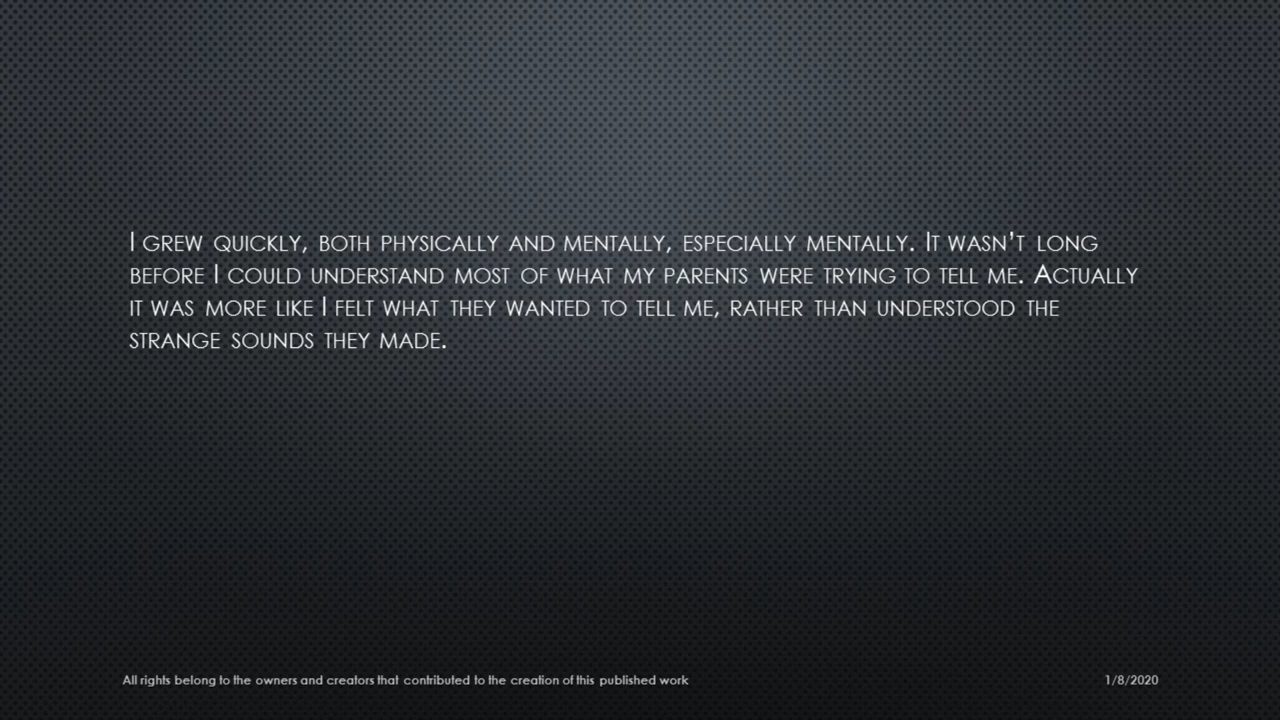 I GREW QUICKLY, BOTH PHYSICALLY AND MENTALLY, ESPECIALLY MENTALLY. IT WASN'T LONG
BEFORE I COULD UNDERSTAND MOST OF WHAT MY PARENTS WERE TRYING TO TELL ME. ACTUALLY
IT WAS MORE LIKE I FELT WHAT THEY WANTED TO TELL ME, RATHER THAN UNDERSTOOD THE
STRANGE SOUNDS THEY MADE.
All rights belong to the owners and creators that contributed to the creation of this published work
1/8/2020